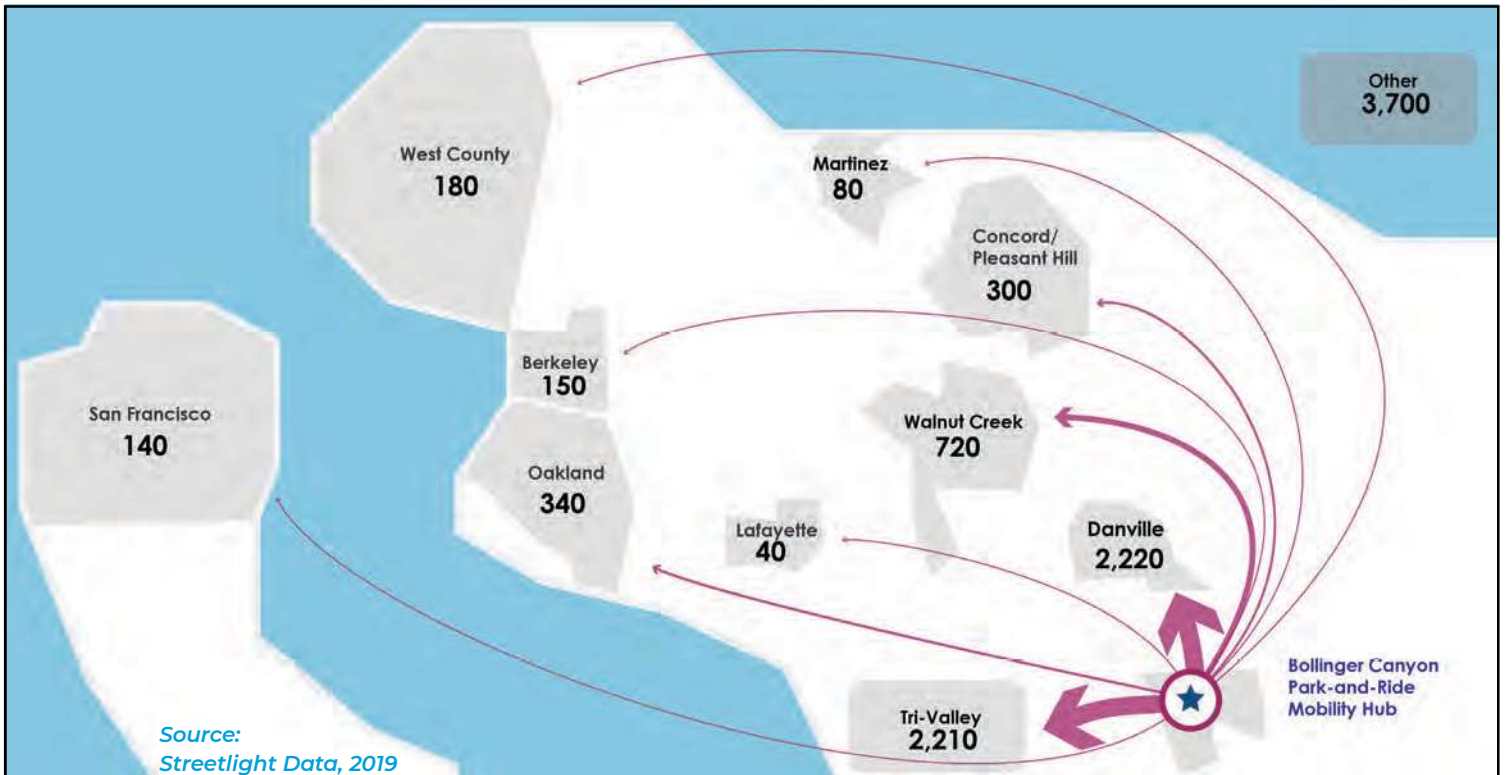 Other
3,700
West County
180
Martinez
80
Concord/
Pleasant Hill
300
Berkeley
150
San Francisco
140
Walnut Creek
720
Oakland
340
Lafayette
40
Danville
2,220
Bollinger Canyon
Park-and-Ride
Mobility Hub
Tri-Valley
2,210
Source:
Streetlight Data, 2019